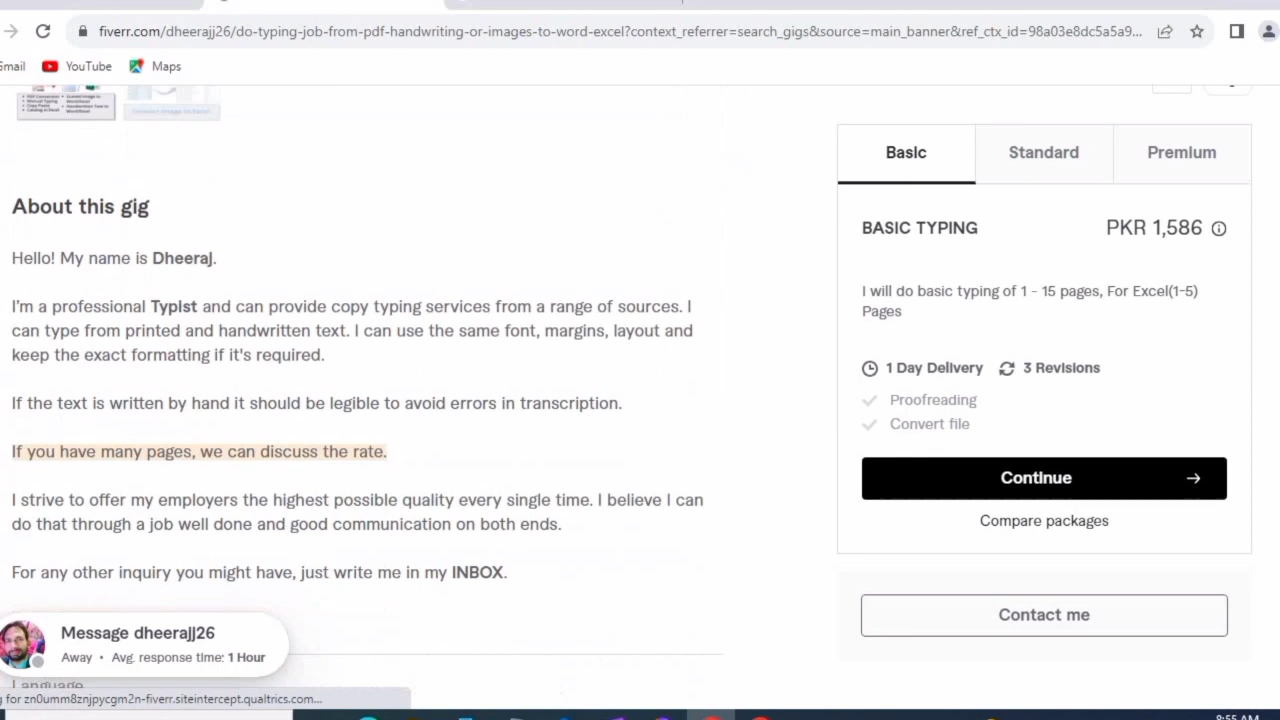 fiverr.com/dheerajj26/do-typing-job-from-pdf-handwriting-or-images-to-word-excel?context_referrer=search_gigs&source=main_banner&ref_ctx_id=98a03e8dc5a5a9...
Gmail YouTube Maps
Basic Standard Premium
About this gig
BASIC TYPING PKR 1,586
Hello! My name is Dheeraj.
I will do basic typing of 1 - 15 pages, For Excel(1-5)
Pages
I'm a professional Typist and can provide copy typing services from a range of sources. I
can type from printed and handwritten text. I can use the same font, margins, layout and
keep the exact formatting if it's required.
1 Day Delivery 3 Revisions
Proofreading
Convert file
If the text is written by hand it should be legible to avoid errors in transcription.
If you have many pages, we can discuss the rate.
Continue
Compare packages
I strive to offer my employers the highest possible quality every single time. I believe I can
do that through a job well done and good communication on both ends.
For any other inquiry you might have, just write me in my INBOX.
Contact me
Message dheerajj26
Away • Avg. response time: 1 Hour
Language
g for zn0umm8znjpycgm2n-fiverr.siteintercept.qualtrics.com...
8:55 AM